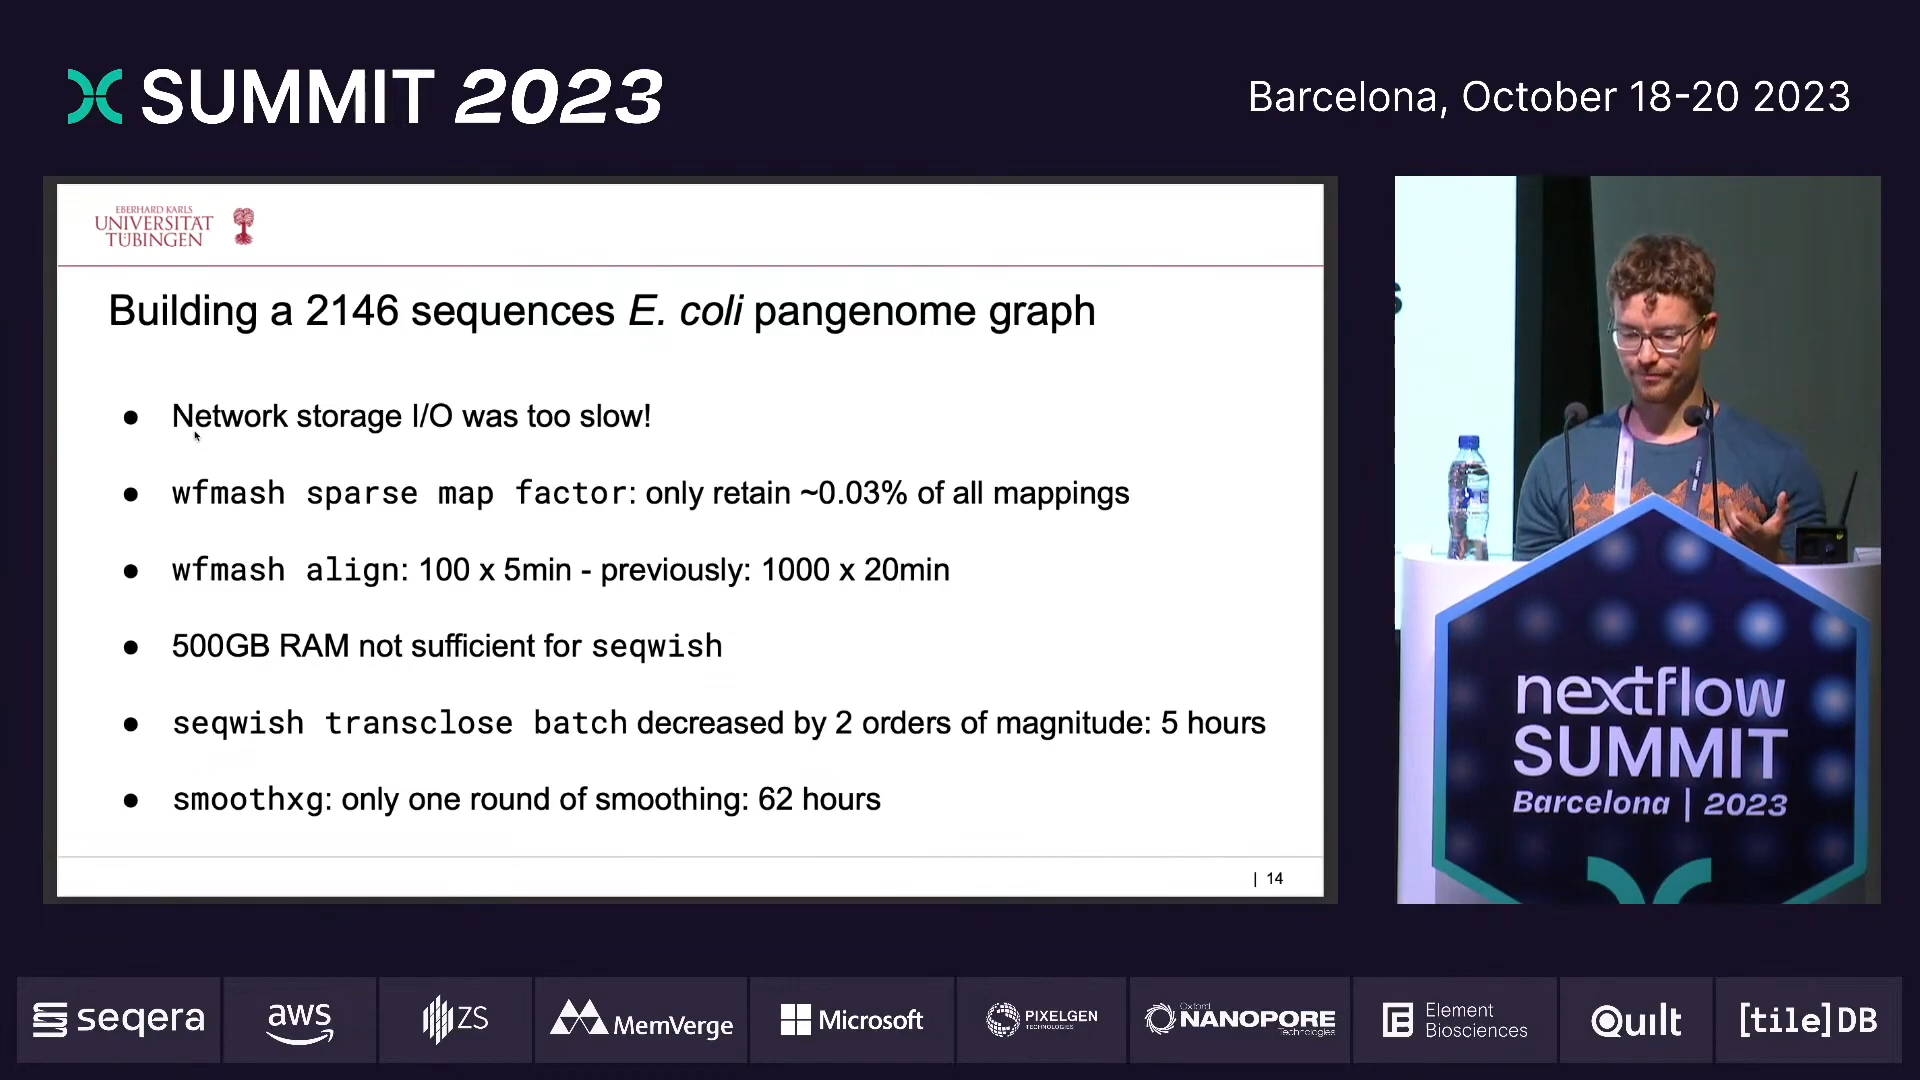 SUMMIT 2023
Barcelona, October 18-20 2023
EBERHARD KARLS
UNIVERSITÄT
TÜBINGEN
Building a 2146 sequences E. coli pangenome graph
● Network storage I/O was too slow!
● wfmash sparse map factor: only retain ~0.03% of all mappings
● wfmash align: 100 x 5min - previously: 1000 x 20min
● 500GB RAM not sufficient for seqwish
● seqwish transclose batch decreased by 2 orders of magnitude: 5 hours
● smoothxg: only one round of smoothing: 62 hours
| 14
s
nextflow
SUMMIT
Barcelona | 2023
seqera
aws
ZS
MemVerge
Microsoft
PIXELGEN
TECHNOLOGIES
Oxford
NANOPORE
Technologies
Element
Biosciences
Quilt
[tile]DB